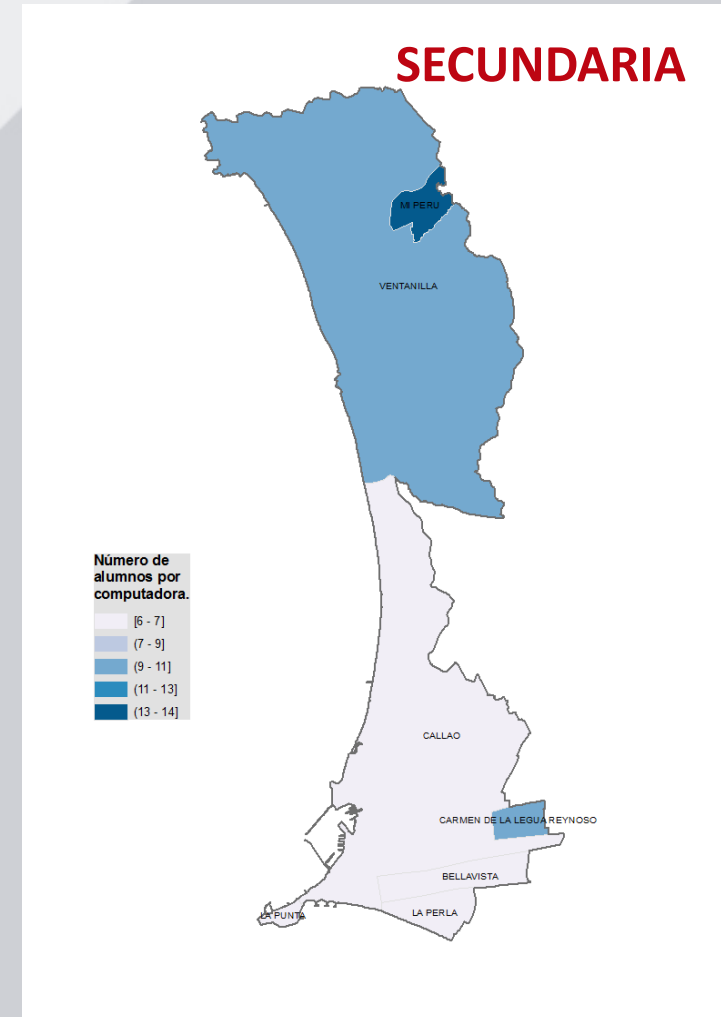 SECUNDARIA
MI PERU
VENTANILLA
Número de
alumnos por
computadora.
[6 - 7]
(7 - 9]
(9 - 11]
(11 - 13]
(13 - 14]
CALLAO
CARMEN DE LA LEGUA REYNOSO
BELLAVISTA
LA PERLA
LA PUNTA